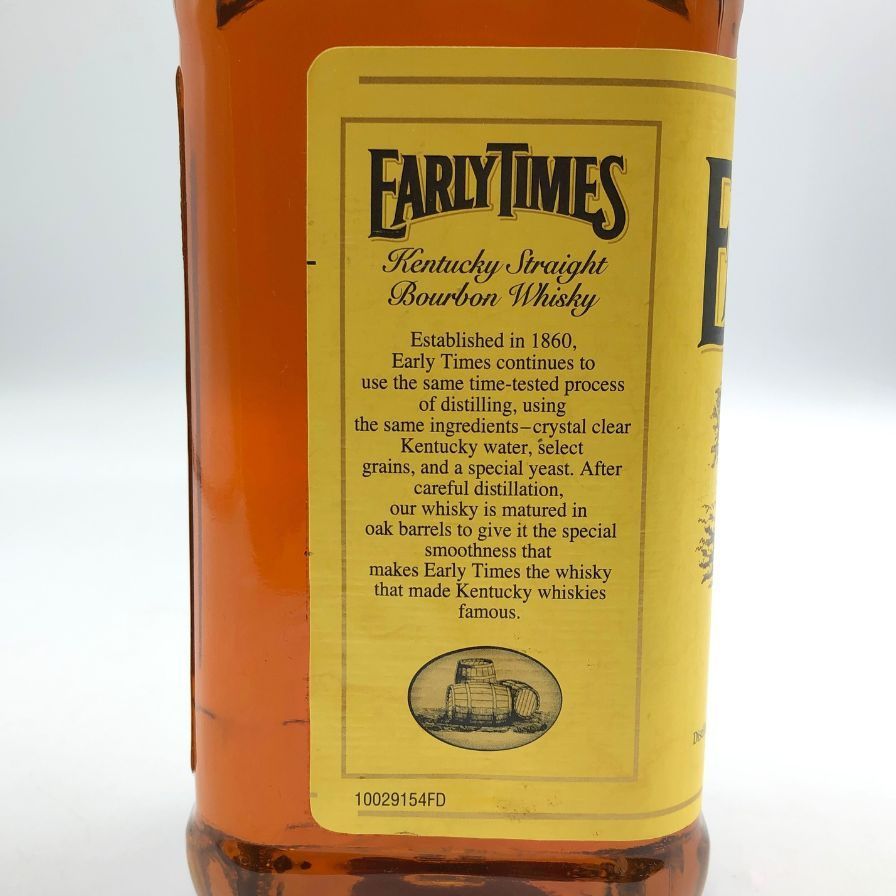 EARLY TIMES
Kentucky Straight
Bourbon Whisky
Established in 1860,
Early Times continues to
use the same time-tested process
of distilling, using
the same ingredients–crystal clear
Kentucky water, select
grains, and a special yeast. After
careful distillation,
our whisky is matured in
oak barrels to give it the special
smoothness that
makes Early Times the whisky
that made Kentucky whiskies
famous.
10029154FD